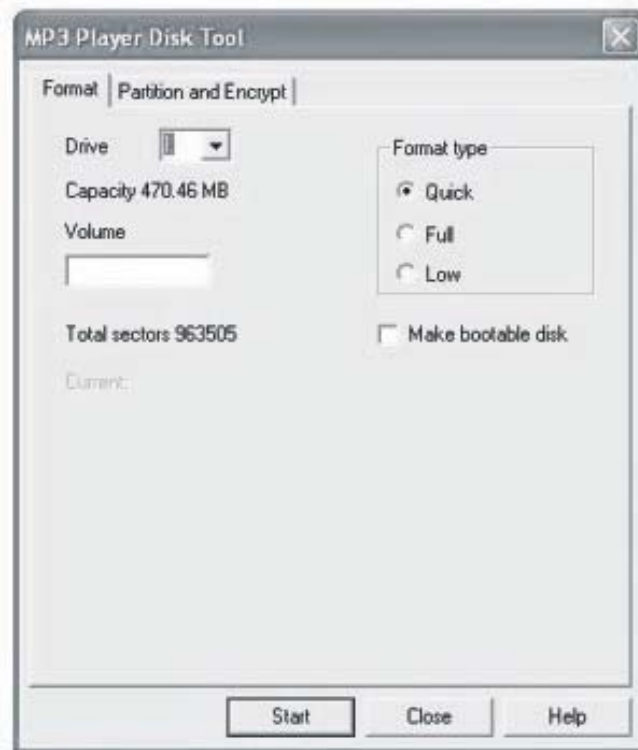 MP3 Player Disk Tool
Format Partition and Encrypt
Drive
Capacity 470.46 MB
Volume
Total sectors 963505
Current:
Format type
Quick
Full
Low
Make bootable disk
Start Close Help